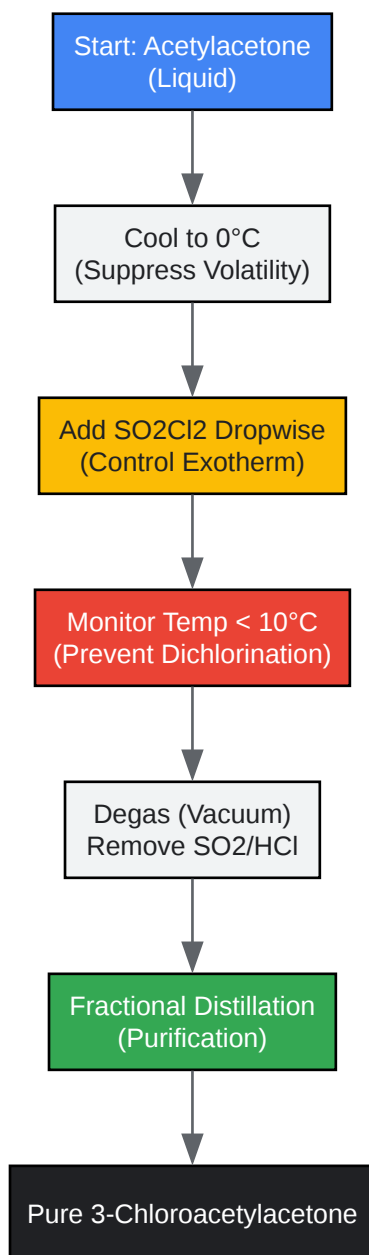 Start: Acetylacetone
(Liquid)
Cool to 0°C
(Suppress Volatility)
Add SO2Cl2 Dropwise
(Control Exotherm)
Monitor Temp < 10°C
(Prevent Dichlorination)
Degas (Vacuum)
Remove SO2/HCl
Fractional Distillation
(Purification)
Pure 3-Chloroacetylacetone